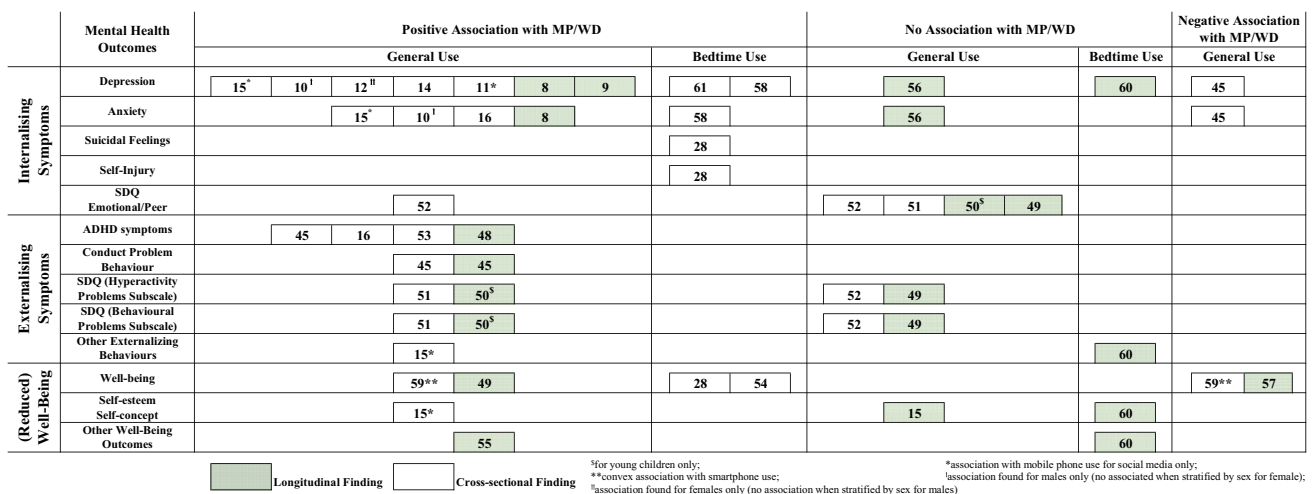 Mental Health Outcomes Positive Association with MP/WD No Association with MP/WD Negative Association with MP/WD
General Use Bedtime Use General Use Bedtime Use General Use
Internalising Symptoms
Depression 15* 10ᵗ 12ᵗᵗ 14 11* 8 9 61 58 56 60 45
Anxiety 15* 10ᵗ 16 8 58 56 45
Suicidal Feelings 28
Self-Injury 28
SDQ Emotional/Peer 52 52 51 50$ 49
Externalising Symptoms
ADHD symptoms 45 16 53 48
Conduct Problem Behaviour 45 45
SDQ (Hyperactivity Problems Subscale) 51 50$ 52 49
SDQ (Behavioural Problems Subscale) 51 50$ 52 49
Other Externalizing Behaviours 15* 60
(Reduced) Well-Being
Well-being 59** 49 28 54 59** 57
Self-esteem Self-concept 15* 15 60
Other Well-Being Outcomes 55 60
Longitudinal Finding Cross-sectional Finding
$for young children only;
**convex association with smartphone use;
ᵗᵗassociation found for females only (no association when stratified by sex for males)
*association with mobile phone use for social media only;
ᵗassociation found for males only (no associated when stratified by sex for female);